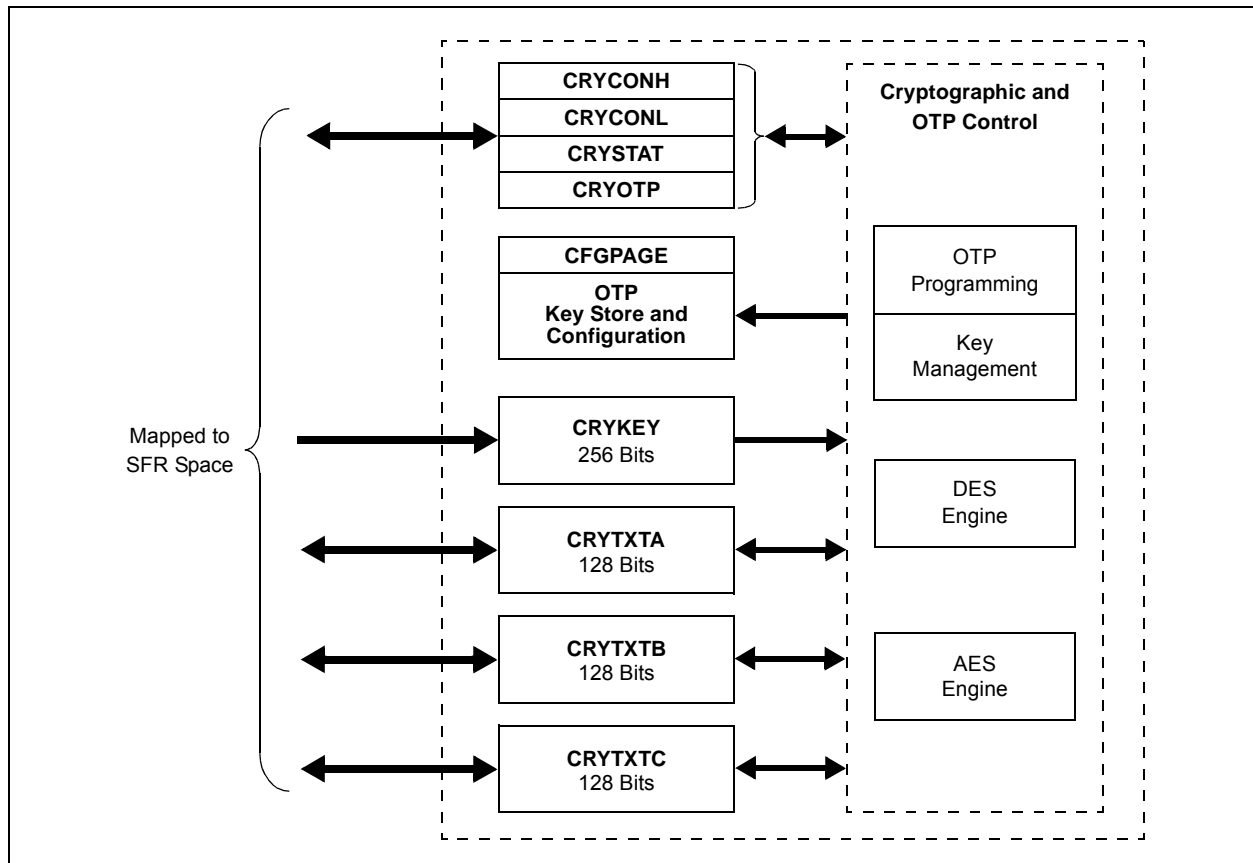 CRYCONH
CRYCONL
CRYSTAT
CRYOTP
Cryptographic and
OTP Control
CFGPAGE
OTP
Key Store and
Configuration
OTP
Programming
Key
Management
Mapped to
SFR Space
CRYKEY
256 Bits
DES
Engine
CRYTXTA
128 Bits
CRYTXTB
128 Bits
AES
Engine
CRYTXTC
128 Bits